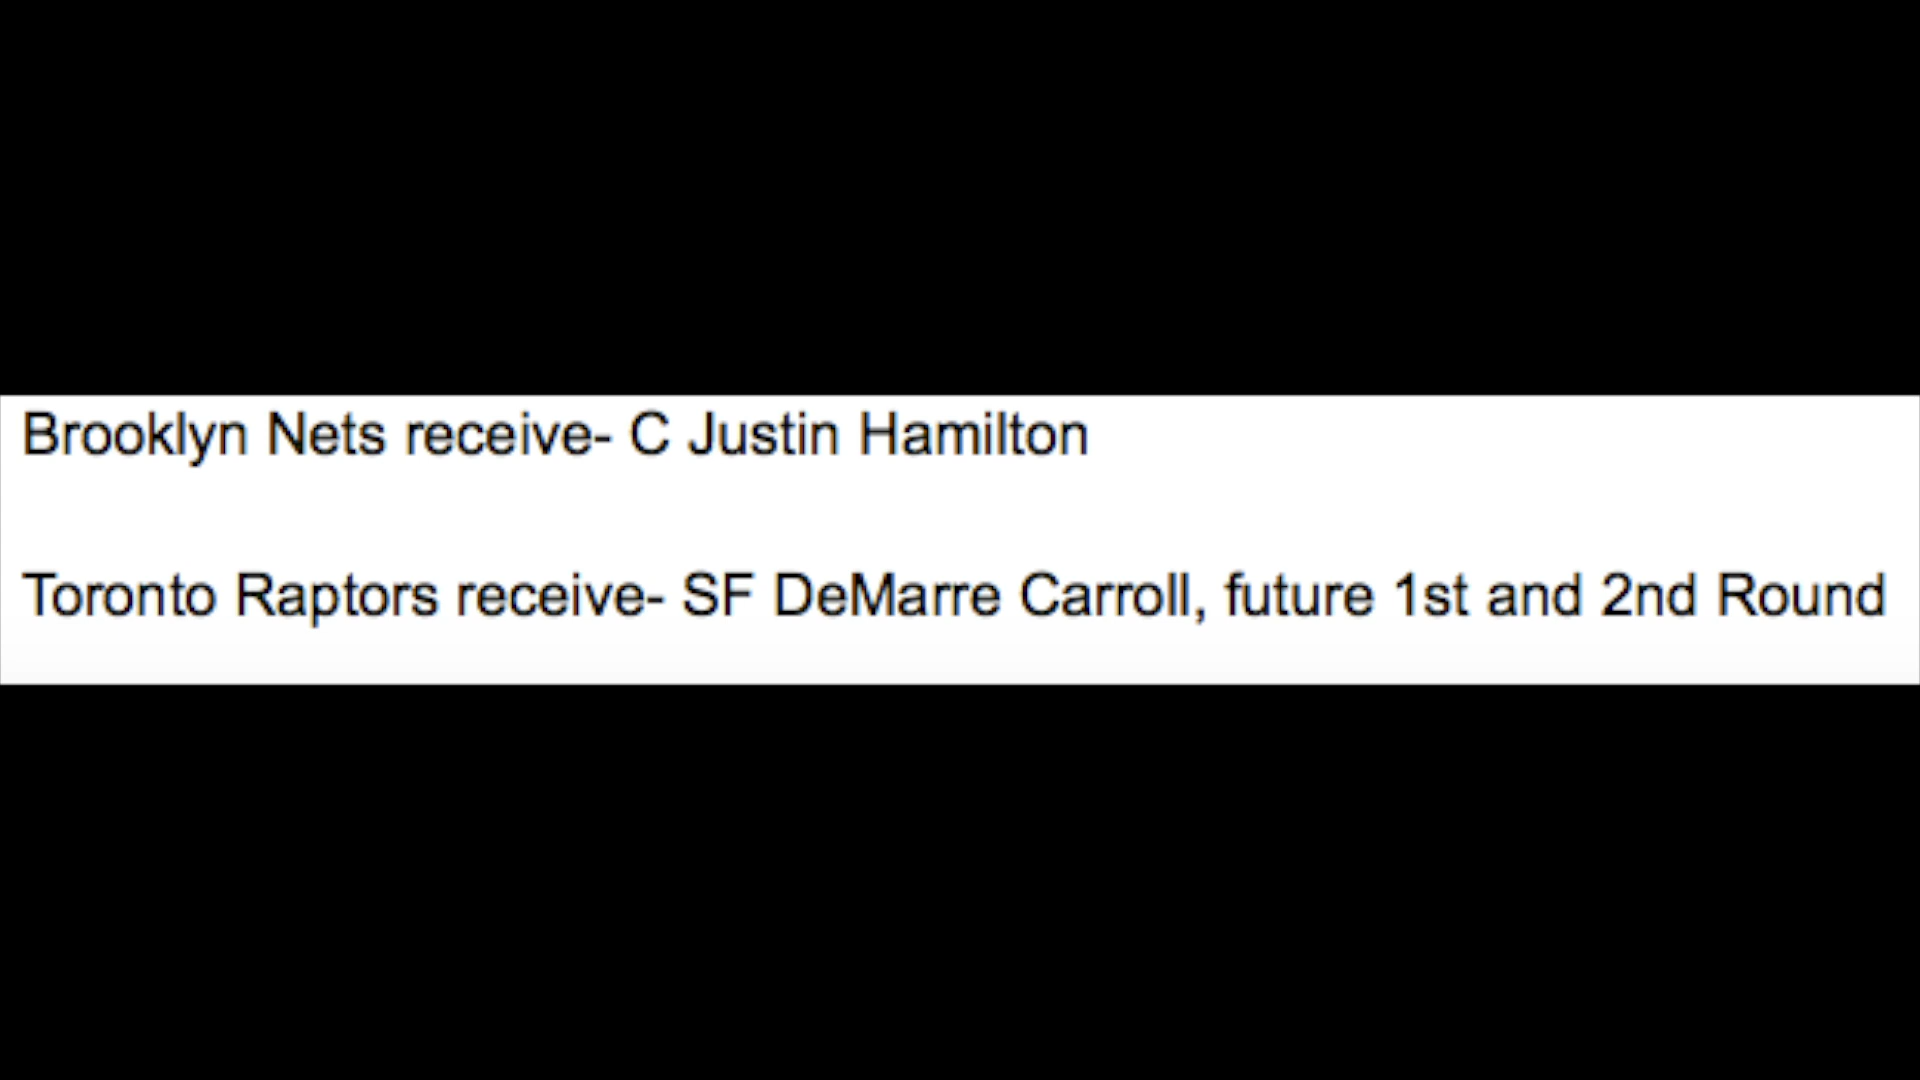 Brooklyn Nets receive- C Justin Hamilton
Toronto Raptors receive- SF DeMarre Carroll, future 1st and 2nd Round